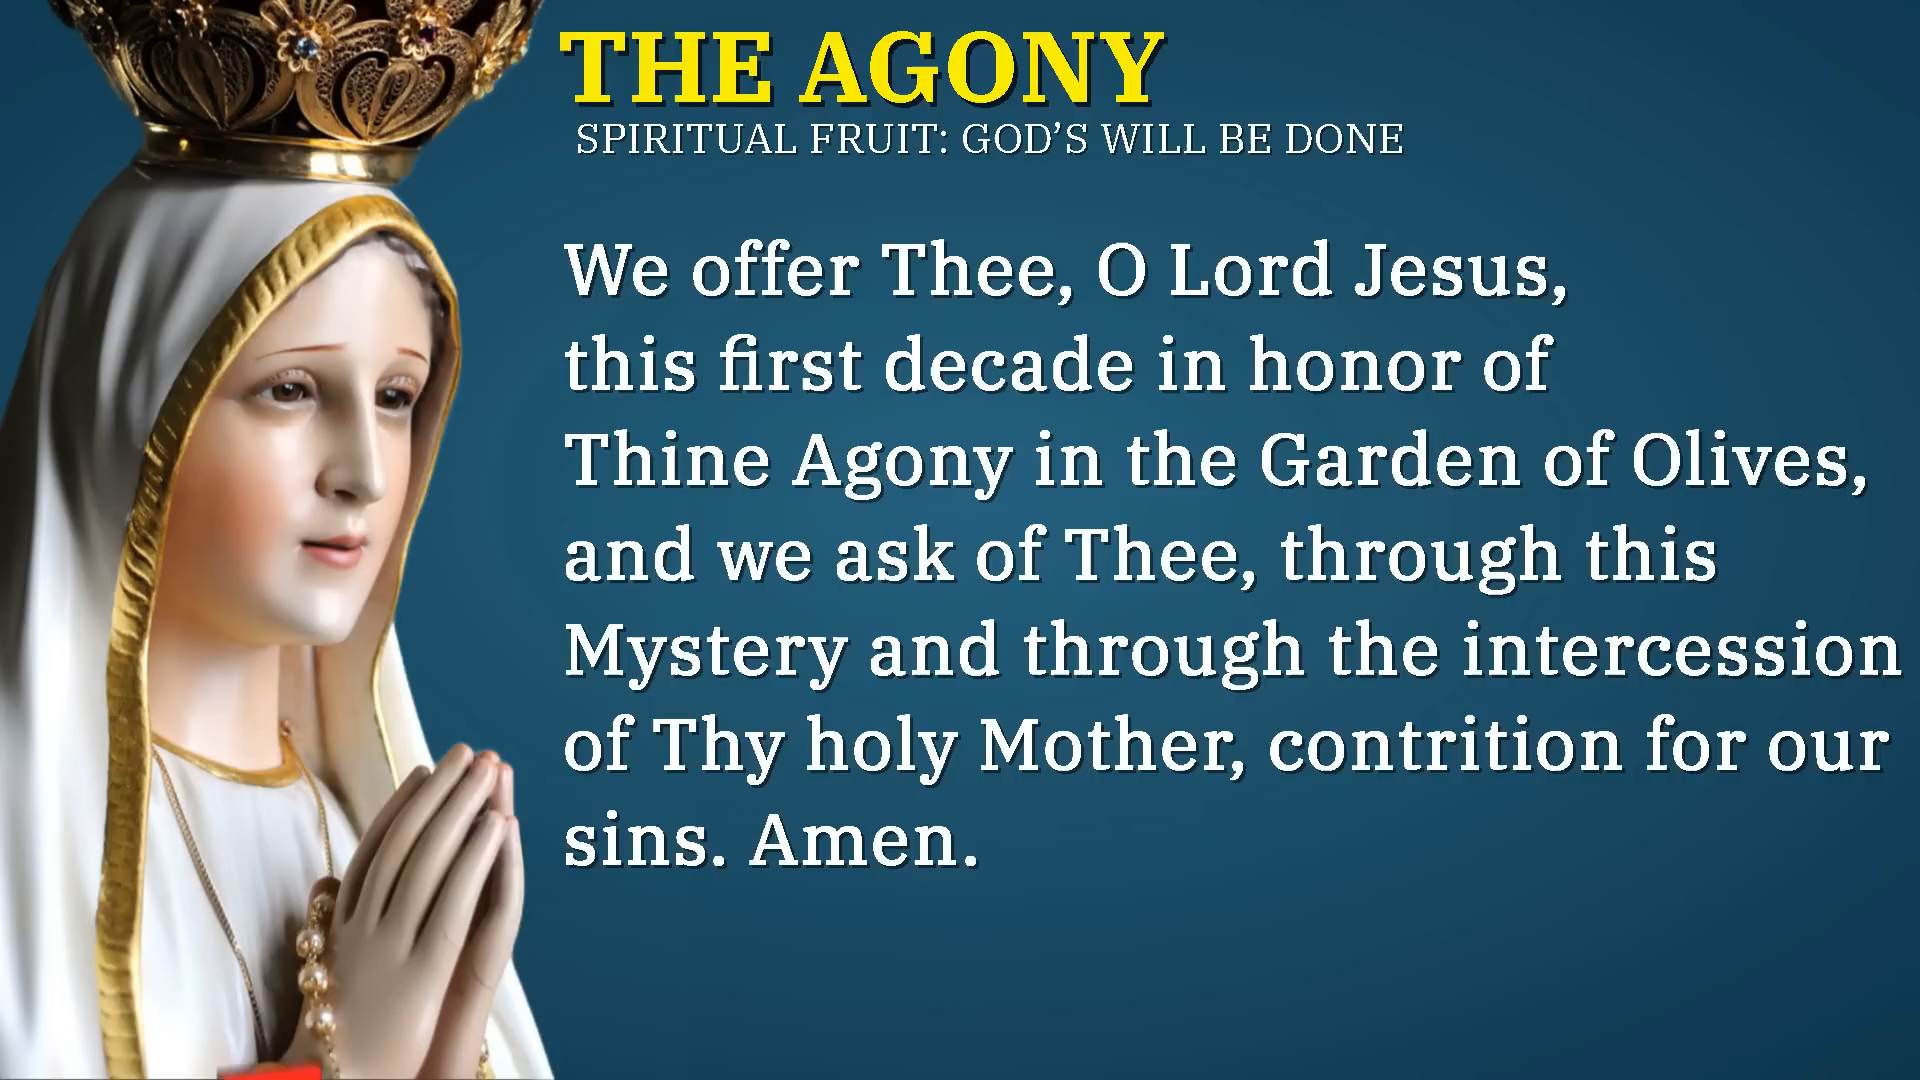 THE AGONY
SPIRITUAL FRUIT: GOD’S WILL BE DONE
We offer Thee, O Lord Jesus,
this first decade in honor of
Thine Agony in the Garden of Olives,
and we ask of Thee, through this
Mystery and through the intercession
of Thy holy Mother, contrition for our
sins. Amen.